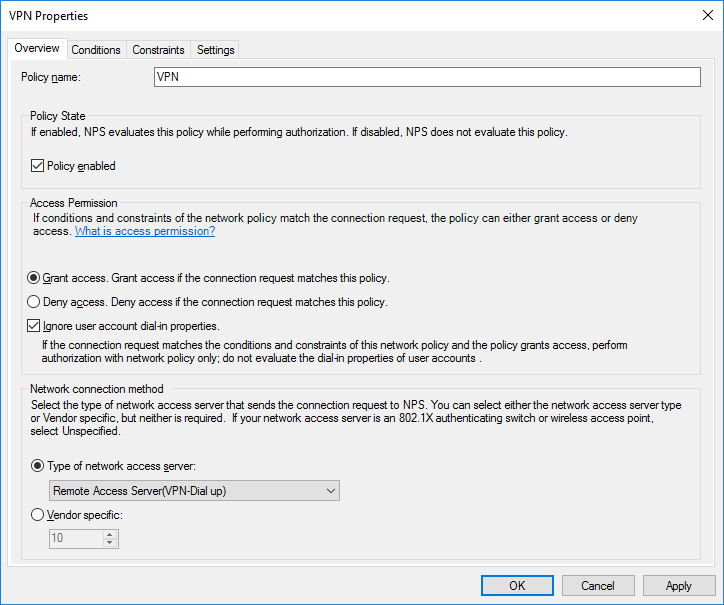 VPN Properties
Overview
Conditions
Constraints
Settings
Policy name:
VPN
Policy State
If enabled, NPS evaluates this policy while performing authorization. If disabled, NPS does not evaluate this policy.
Policy enabled
Access Permission
If conditions and constraints of the network policy match the connection request, the policy can either grant access or deny
access. What is access permission?
Grant access. Grant access if the connection request matches this policy.
Deny access. Deny access if the connection request matches this policy.
Ignore user account dial-in properties.
If the connection request matches the conditions and constraints of this network policy and the policy grants access, perform
authorization with network policy only; do not evaluate the dial-in properties of user accounts .
Network connection method
Select the type of network access server that sends the connection request to NPS. You can select either the network access server type
or Vendor specific, but neither is required.  If your network access server is an 802.1X authenticating switch or wireless access point,
select Unspecified.
Type of network access server:
Remote Access Server(VPN-Dial up)
Vendor specific:
10
OK
Cancel
Apply